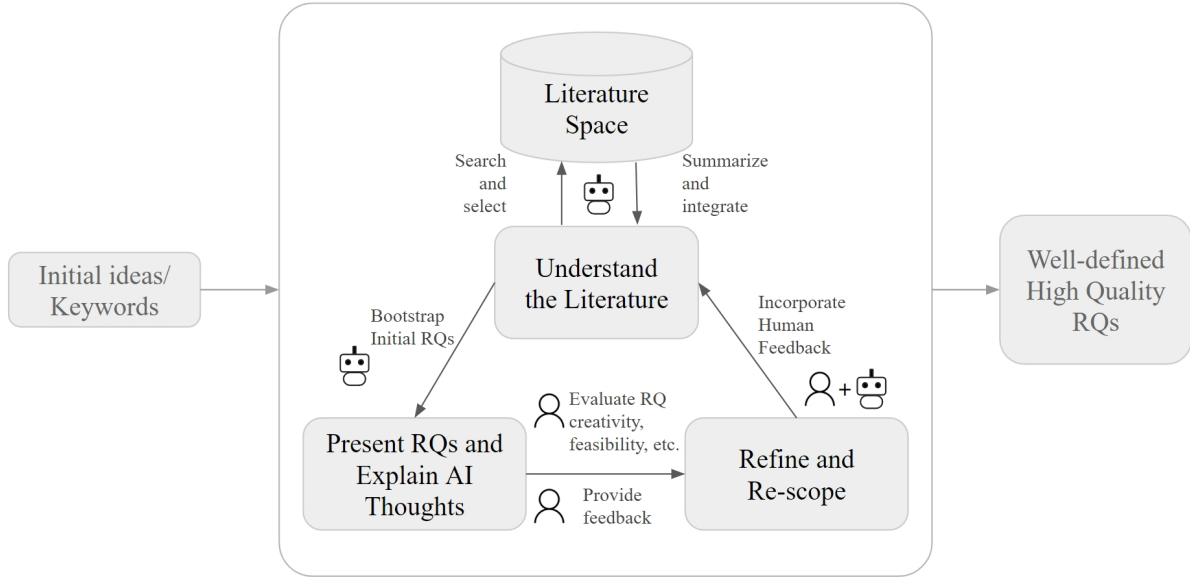 Literature
Space
Search
and
select
Summarize
and
integrate
Initial ideas/
Keywords
Understand
the Literature
Well-defined
High Quality
RQs
Bootstrap
Initial RQs
Incorporate
Human
Feedback
+
Evaluate RQ
creativity,
feasibility, etc.
Present RQs and
Explain AI
Thoughts
Provide
feedback
Refine and
Re-scope